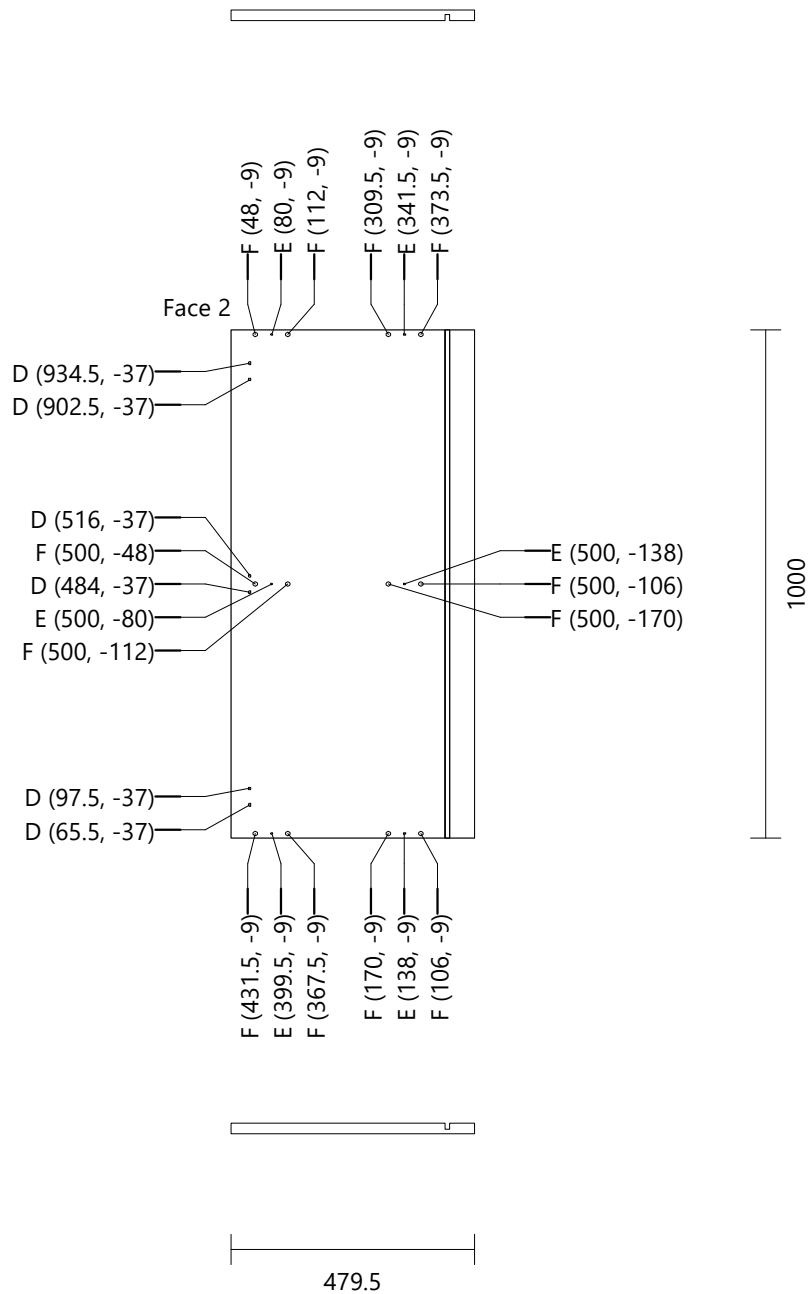 F (48, -9)
E (80, -9)
F (112, -9)
F (309.5, -9)
E (341.5, -9)
F (373.5, -9)
Face 2
D (934.5, -37)
D (902.5, -37)
D (516, -37)
F (500, -48)
D (484, -37)
E (500, -80)
F (500, -112)
E (500, -138)
F (500, -106)
F (500, -170)
1000
D (97.5, -37)
D (65.5, -37)
F (431.5, -9)
E (399.5, -9)
F (367.5, -9)
F (170, -9)
E (138, -9)
F (106, -9)
479.5